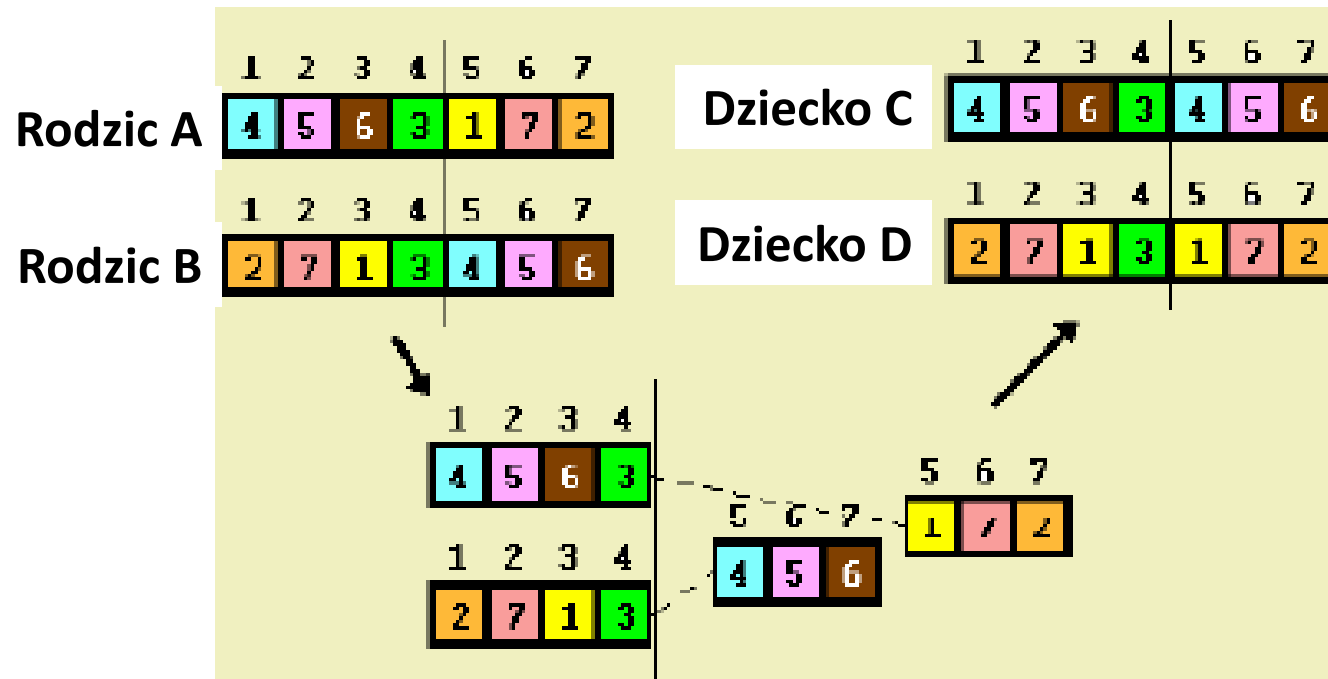 1 2 3 4 5 6 7
Rodzic A 4 5 6 3 1 7 2
1 2 3 4 5 6 7
Rodzic B 2 7 1 3 4 5 6
1 2 3 4 5 6 7
Dziecko C 4 5 6 3 4 5 6
1 2 3 4 5 6 7
Dziecko D 2 7 1 3 1 7 2
1 2 3 4
4 5 6 3
1 2 3 4
2 7 1 3
5 6 7
4 5 6
5 6 7
1 7 2